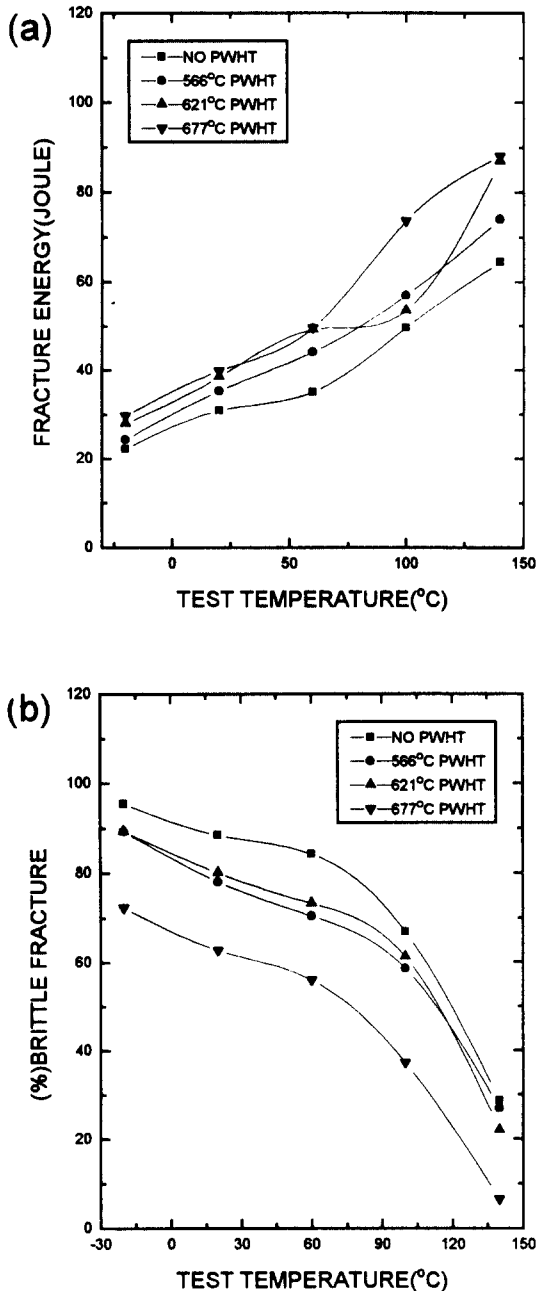 (a)
120
100
80
60
40
20
0
FRACTURE ENERGY(JOULE)
NO PWHT
566°C PWHT
621°C PWHT
677°C PWHT
0
50
100
150
TEST TEMPERATURE(°C)
(b)
120
100
80
60
40
20
0
(%)BRITTLE FRACTURE
NO PWHT
566°C PWHT
621°C PWHT
677°C PWHT
-30
0
30
60
90
120
150
TEST TEMPERATURE(°C)